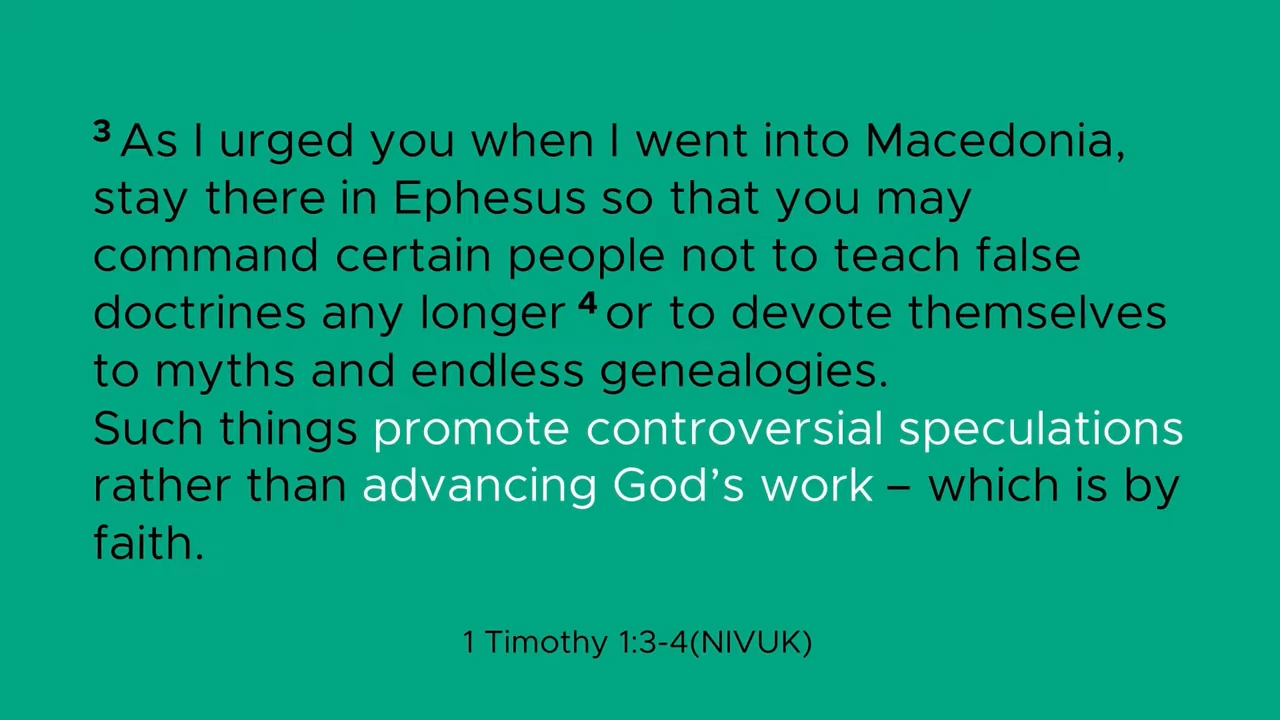 3 As I urged you when I went into Macedonia,
stay there in Ephesus so that you may
command certain people not to teach false
doctrines any longer 4 or to devote themselves
to myths and endless genealogies.
Such things promote controversial speculations
rather than advancing God’s work – which is by
faith.
1 Timothy 1:3-4(NIVUK)